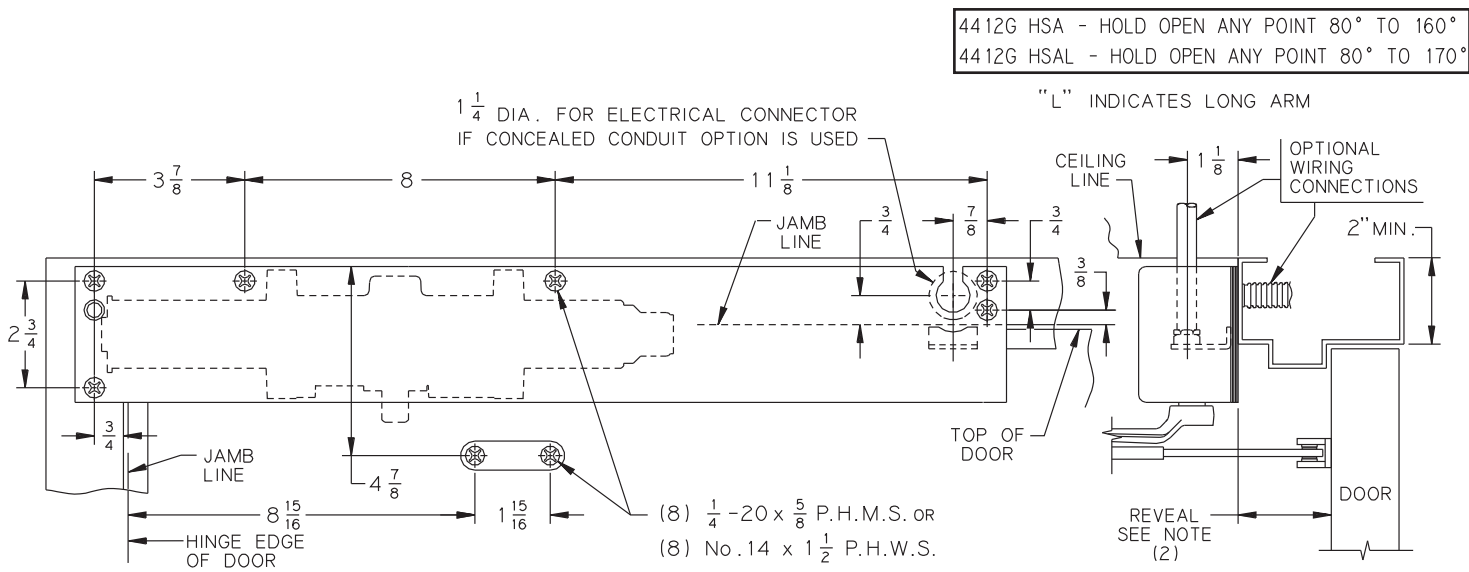 4412G HSA - HOLD OPEN ANY POINT 80° TO 160°
4412G HSAL - HOLD OPEN ANY POINT 80° TO 170°
"L" INDICATES LONG ARM
1 1/4 DIA. FOR ELECTRICAL CONNECTOR
IF CONCEALED CONDUIT OPTION IS USED
3 7/8
8
11 1/8
3/4
7/8
3/4
3/8
JAMB
LINE
CEILING
LINE
1 1/8
OPTIONAL
WIRING
CONNECTIONS
2" MIN.
2 3/4
3/4
JAMB
LINE
4 7/8
TOP OF
DOOR
8 15/16
1 15/16
HINGE EDGE
OF DOOR
(8) 1/4 -20 x 5/8 P.H.M.S. OR
(8) No.14 x 1 1/2 P.H.W.S.
REVEAL
SEE NOTE
(2)
DOOR